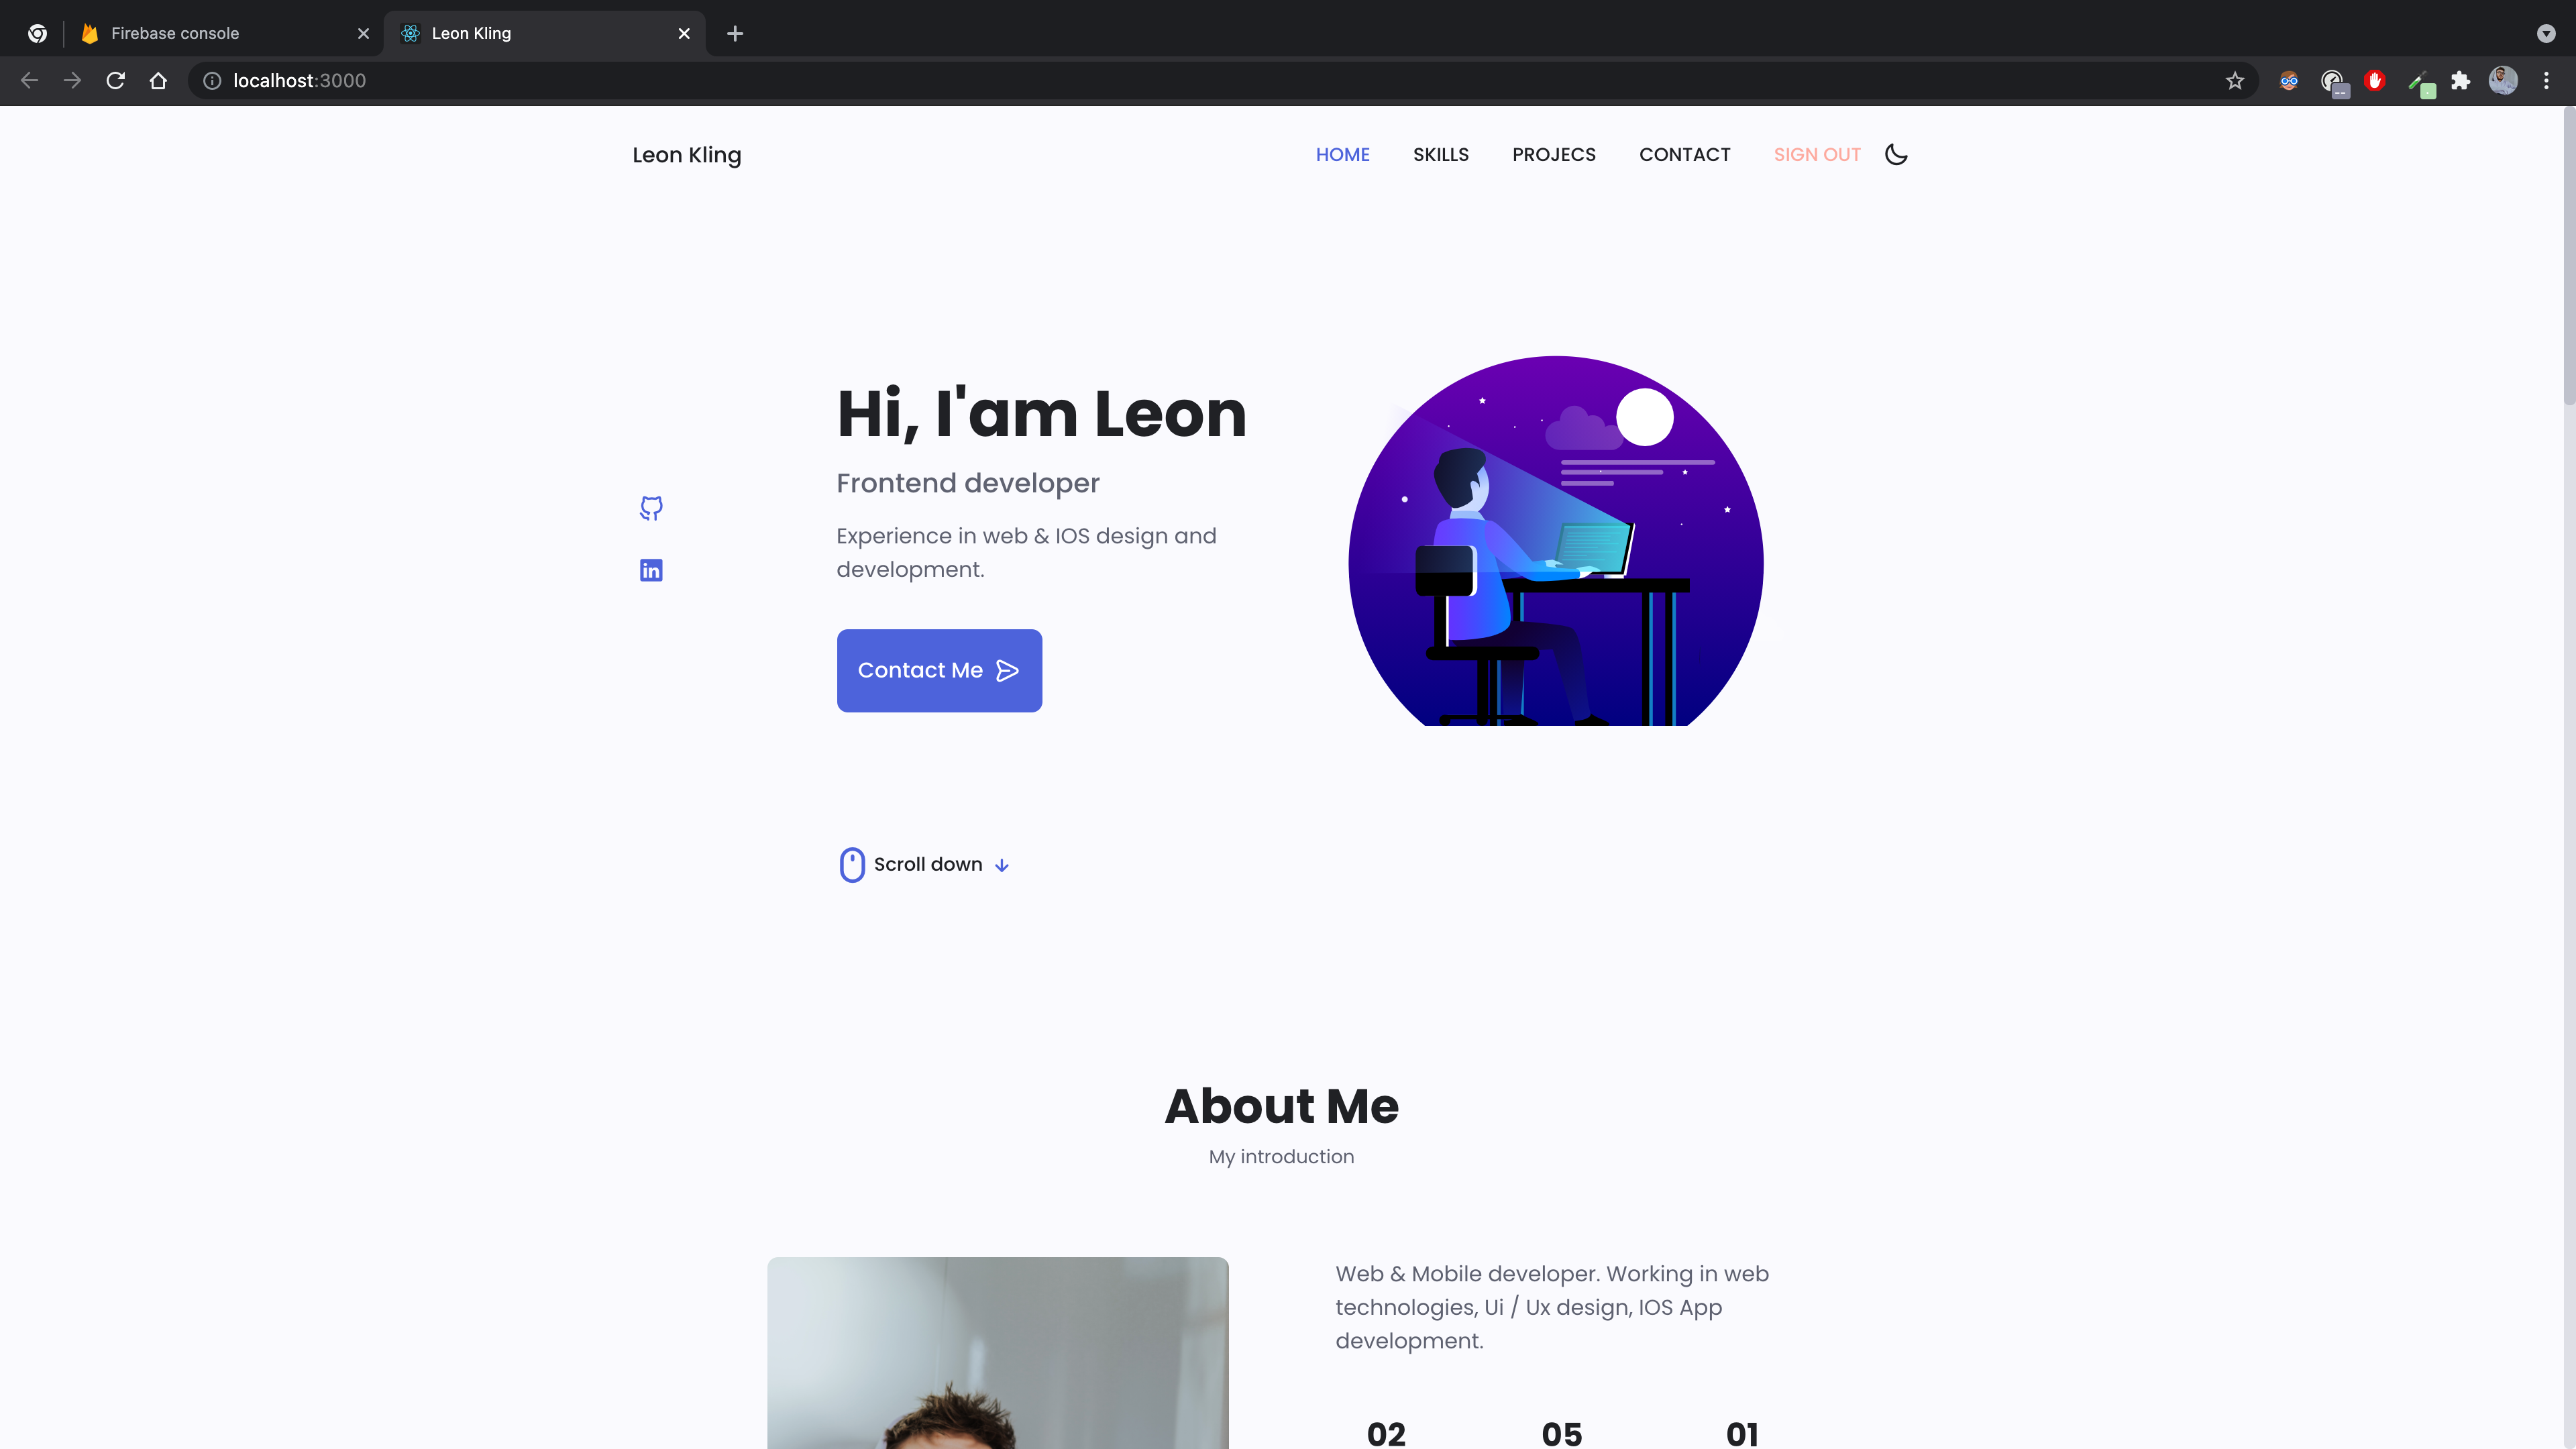 Firebase console
Leon Kling
localhost:3000
Leon Kling
HOME
SKILLS
PROJECS
CONTACT
SIGN OUT
Hi, I'am Leon
Frontend developer
Experience in web & IOS design and
development.
Contact Me
Scroll down
About Me
My introduction
Web & Mobile developer. Working in web
technologies, Ui / Ux design, IOS App
development.
02
05
01